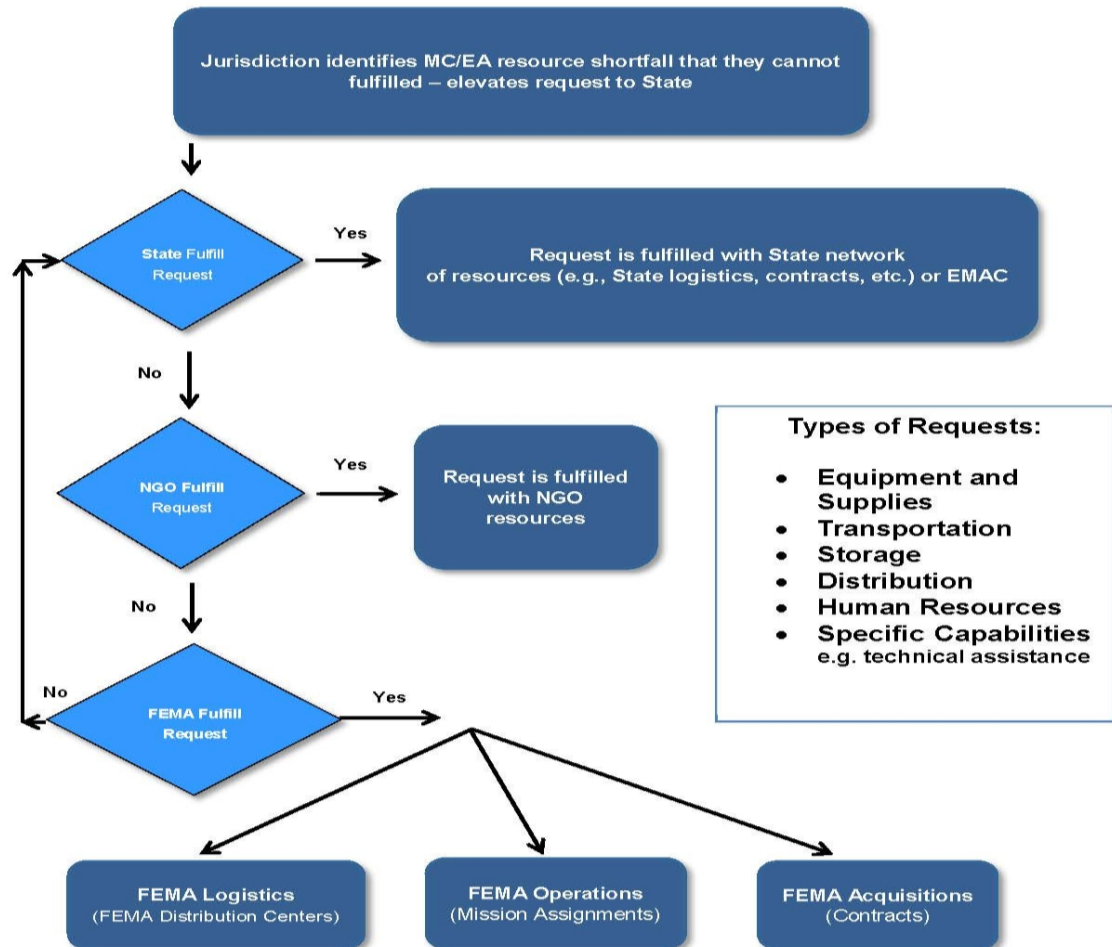 Jurisdiction identifies MC/EA resource shortfall that they cannot
fulfilled – elevates request to State
State Fulfill
Request
Yes
Request is fulfilled with State network
of resources (e.g., State logistics, contracts, etc.) or EMAC
No
NGO Fulfill
Request
Yes
Request is fulfilled
with NGO
resources
Types of Requests:
• Equipment and
Supplies
• Transportation
• Storage
• Distribution
• Human Resources
• Specific Capabilities
e.g. technical assistance
No
No
FEMA Fulfill
Request
Yes
FEMA Logistics
(FEMA Distribution Centers)
FEMA Operations
(Mission Assignments)
FEMA Acquisitions
(Contracts)